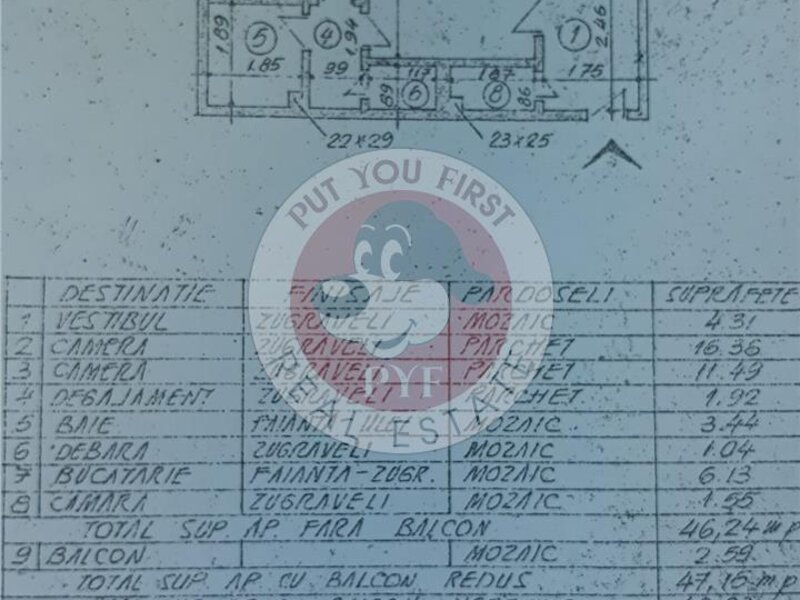 1.89 5 1.85 4 1.94 99 1 2.46 1.75
117 6 89 187 8 86
22x29 23x25
PUT YOU FIRST
PYF
REAL ESTATE
DESTINATIE FINISAJE PARDOSELI SUPRAFETE
1 VESTIBUL ZUGRAVELI MOZAIC 4.31
2 CAMERA ZUGRAVELI PARCHET 16.36
3 CAMERA ZUGRAVELI PARCHET 11.49
4 DEGAJAMENT ZUGRAVELI PARCHET 1.92
5 BAIE FAIANTA-ULEI MOZAIC 3.44
6 DEBARA ZUGRAVELI MOZAIC 1.04
7 BUCATARIE FAIANTA-ZUGR. MOZAIC 6.13
8 CAMARA ZUGRAVELI MOZAIC 1.55
TOTAL SUP AP. FARA BALCON 46,24 m.p
9 BALCON MOZAIC 2.59
TOTAL SUP. AP. CU BALCON REDUS 47,16 m.p